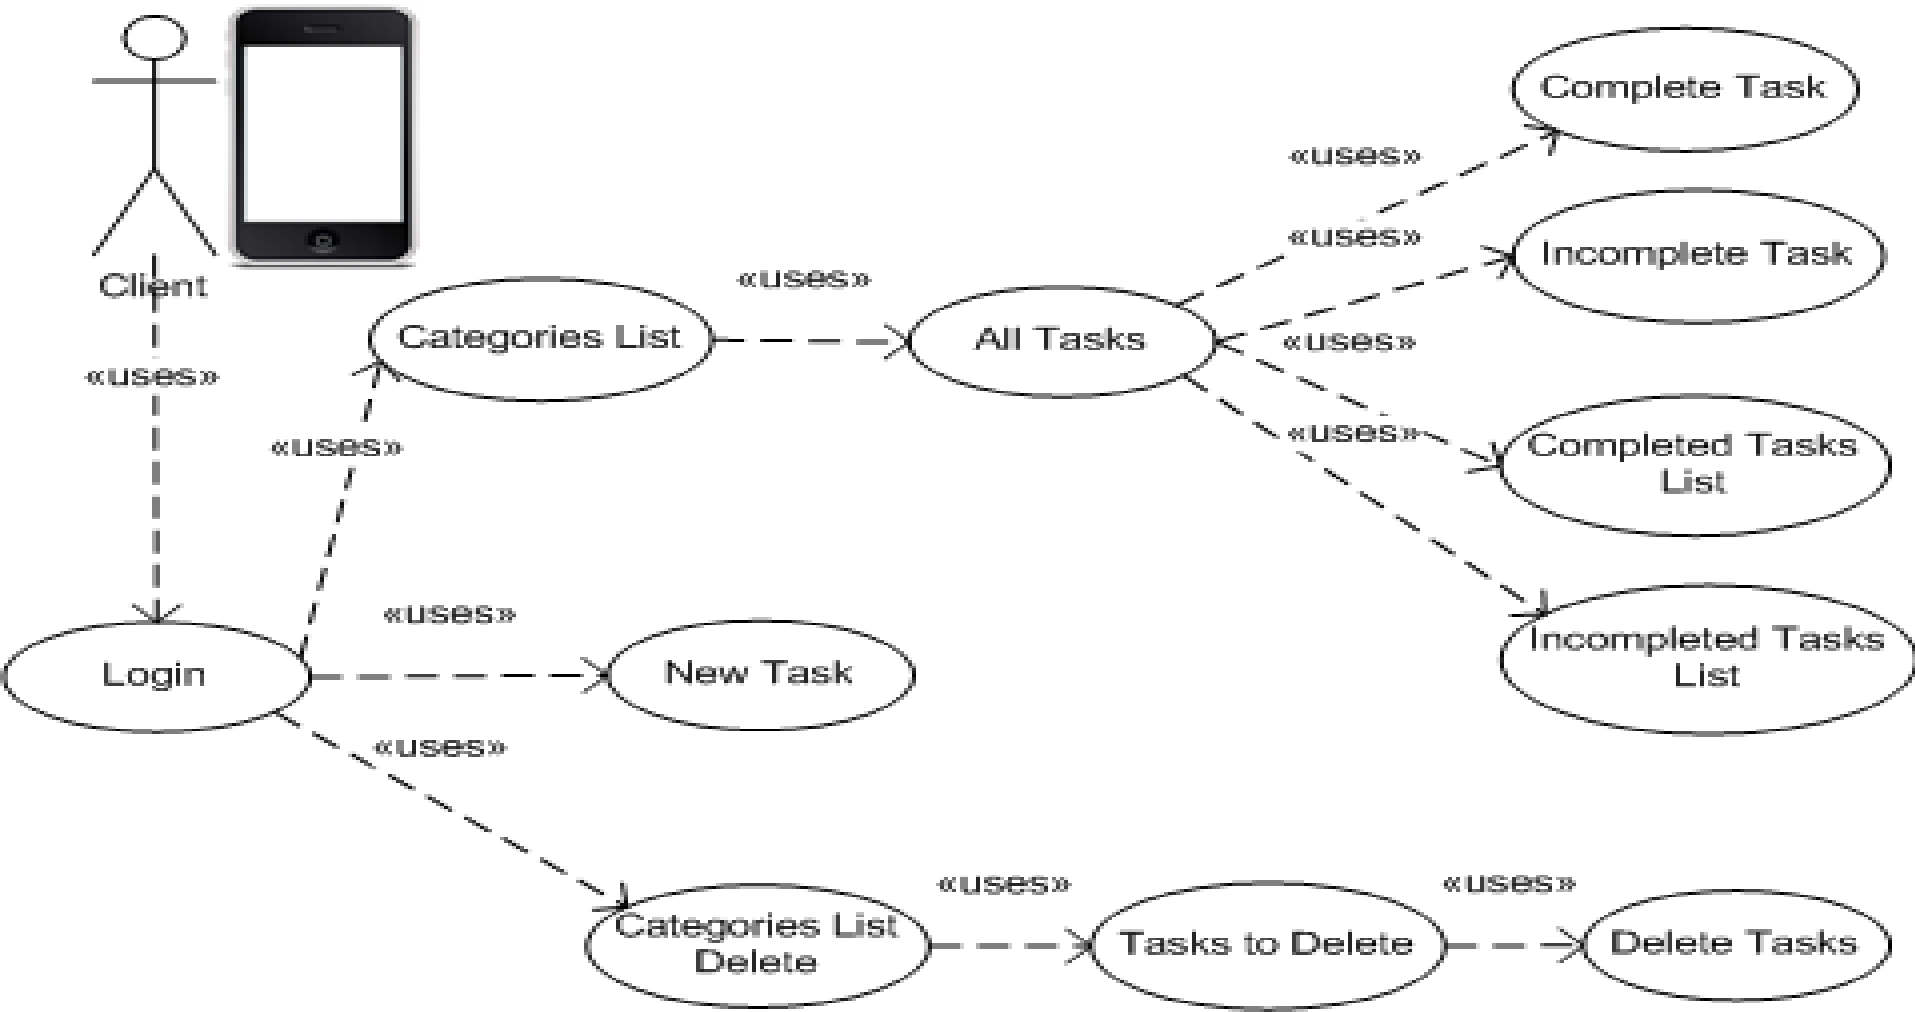 Complete Task
«uses»
«uses»
Incomplete Task
Client
«uses»
Categories List
All Tasks
«uses»
«uses»
«uses»
«uses»
Completed Tasks
List
«uses»
New Task
Login
Incompleted Tasks
List
«uses»
Categories List
Delete
«uses»
Tasks to Delete
«uses»
Delete Tasks